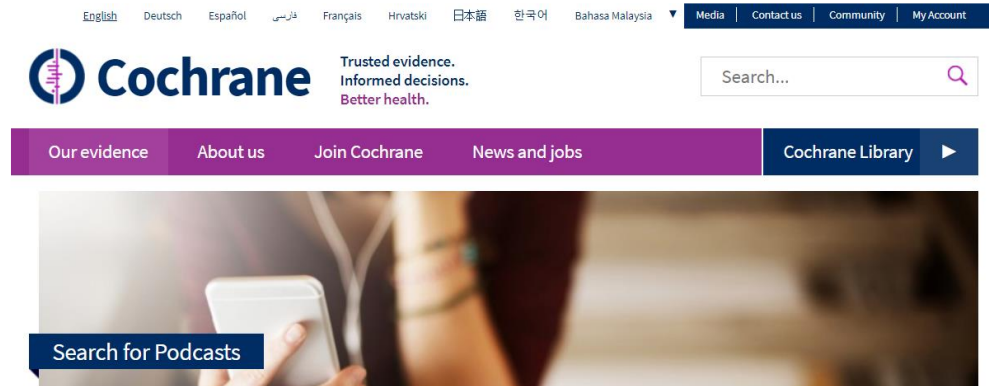 English Deutsch Español فارسی Français Hrvatski 日本語 한국어 Bahasa Malaysia ▼ Media | Contact us | Community | My Account
Cochrane
Trusted evidence.
Informed decisions.
Better health.
Search...
Our evidence About us Join Cochrane News and jobs Cochrane Library ►
Search for Podcasts